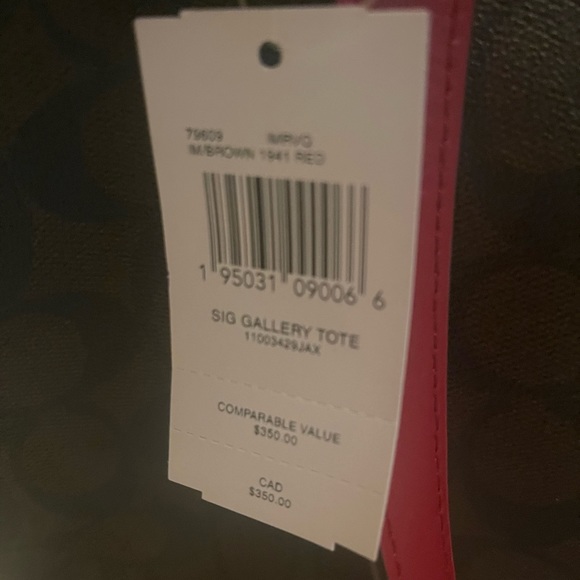 79609 IMRVG
IM/BROWN 1941 RED
1 95031 09006 6
SIG GALLERY TOTE
11003429JAX
COMPARABLE VALUE
$350.00
CAD
$350.00